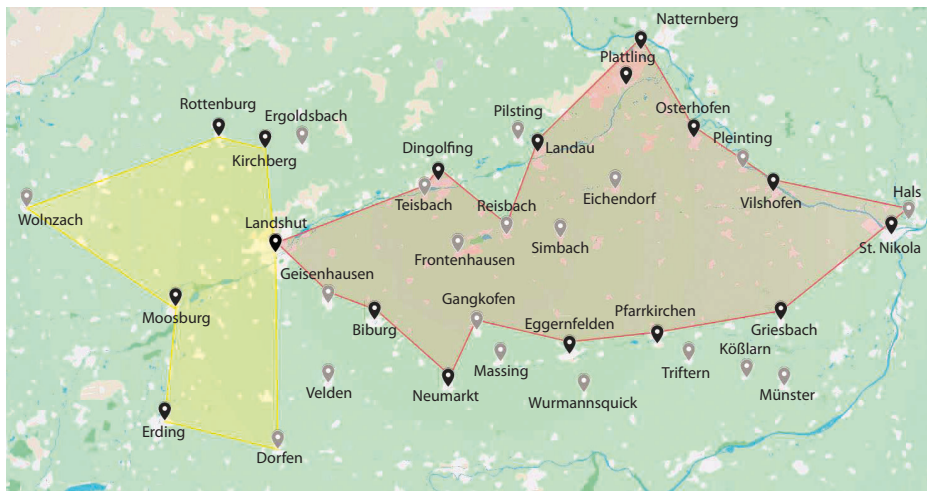 Natternberg
Plattling
Rottenburg
Ergoldsbach
Pilsting
Osterhofen
Pleinting
Kirchberg
Dingolfing
Landau
Wolnzach
Teisbach
Eichendorf
Vilshofen
Hals
Landshut
Reisbach
Simbach
St. Nikola
Frontenhausen
Geisenhausen
Moosburg
Biburg
Gangkofen
Eggernfelden
Pfarrkirchen
Griesbach
Velden
Neumarkt
Massing
Wurmannsquick
Triftern
Kößlarn
Münster
Erding
Dorfen